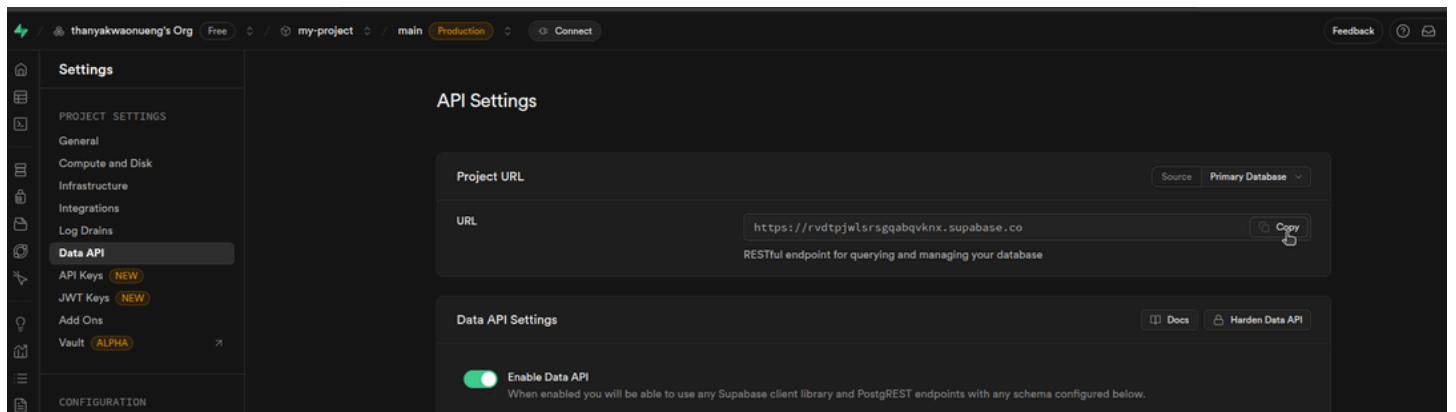 thanyakwaonueng's Org Free / my-project / main Production Connect Feedback
Settings
PROJECT SETTINGS
General
Compute and Disk
Infrastructure
Integrations
Log Drains
Data API
API Keys NEW
JWT Keys NEW
Add Ons
Vault ALPHA
CONFIGURATION
API Settings
Project URL
Source Primary Database
URL
https://rvdtpjwlsrsgqabqvknx.supabase.co Copy
RESTful endpoint for querying and managing your database
Data API Settings
Docs Harden Data API
Enable Data API
When enabled you will be able to use any Supabase client library and PostgREST endpoints with any schema configured below.